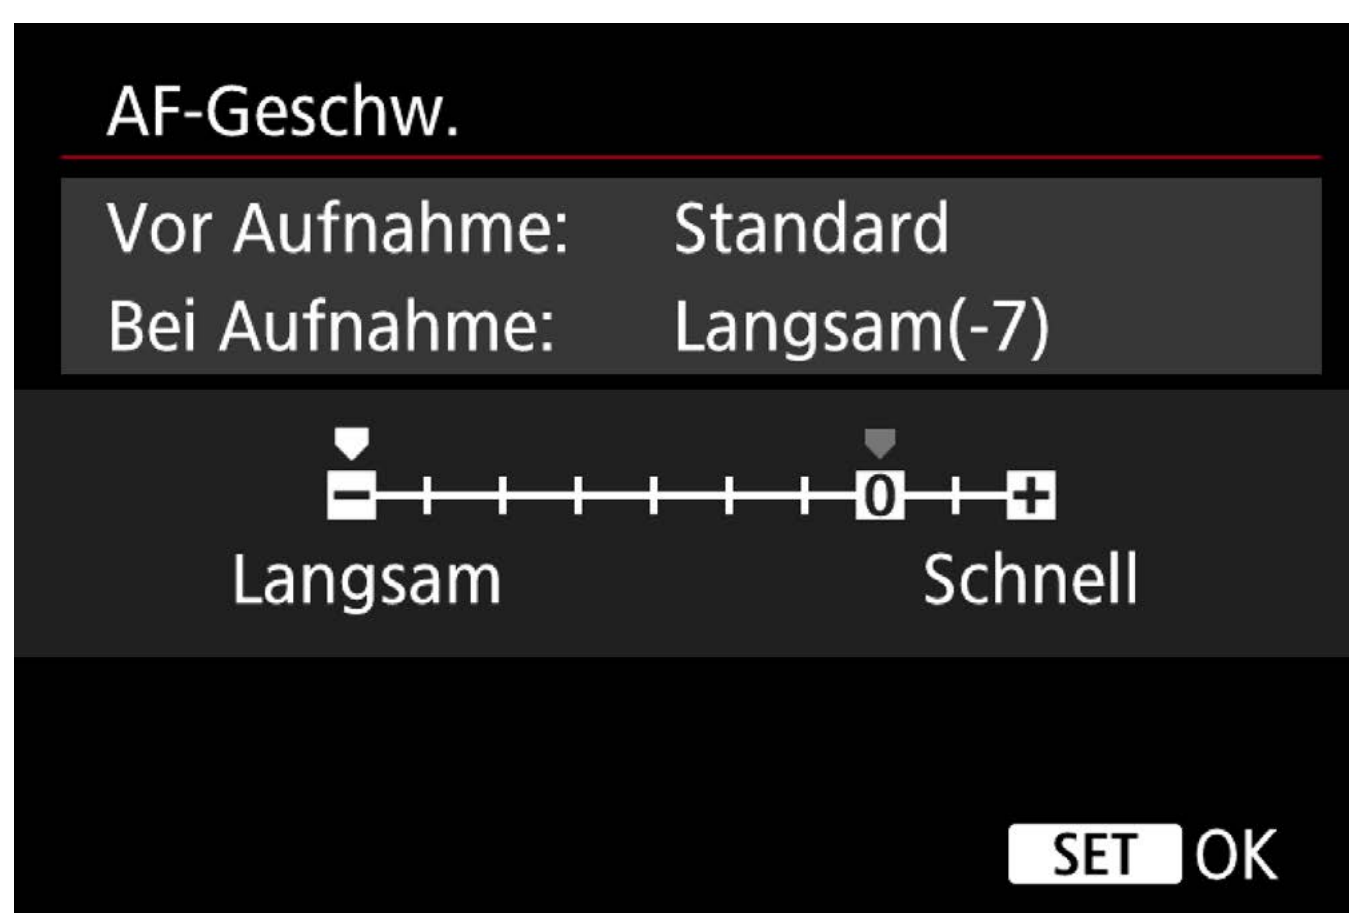 AF-Geschw.
Vor Aufnahme: Standard
Bei Aufnahme: Langsam(-7)
- 0 +
Langsam Schnell
SET OK